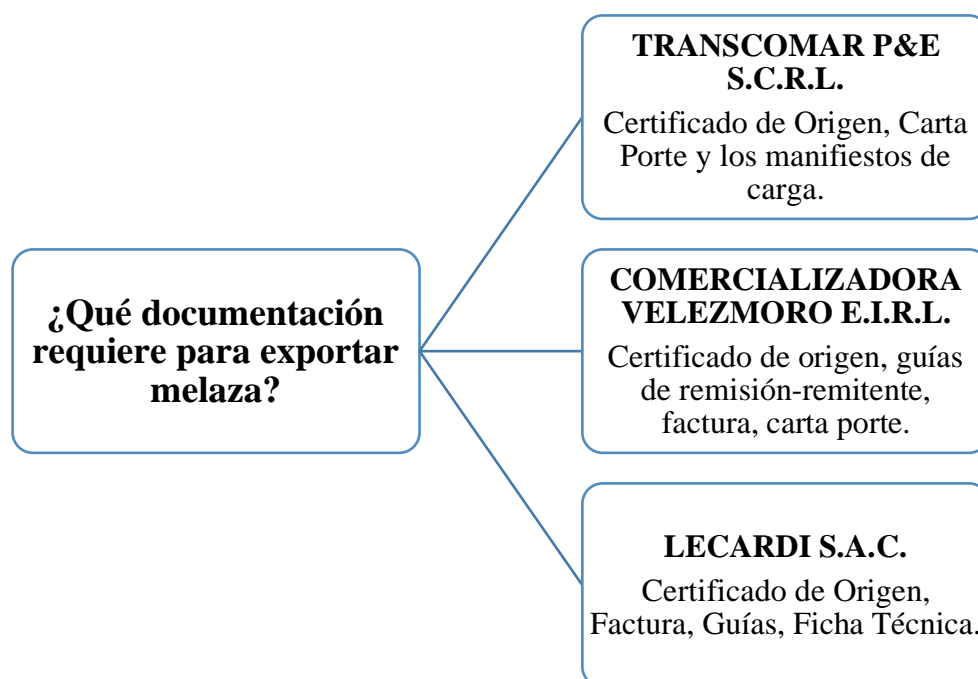 ¿Qué documentación
requiere para exportar
melaza?
TRANSCOMAR P&E
S.C.R.L.
Certificado de Origen, Carta
Porte y los manifiestos de
carga.
COMERCIALIZADORA
VELEZMORO E.I.R.L.
Certificado de origen, guías
de remisión-remitente,
factura, carta porte.
LECARDI S.A.C.
Certificado de Origen,
Factura, Guías, Ficha Técnica.